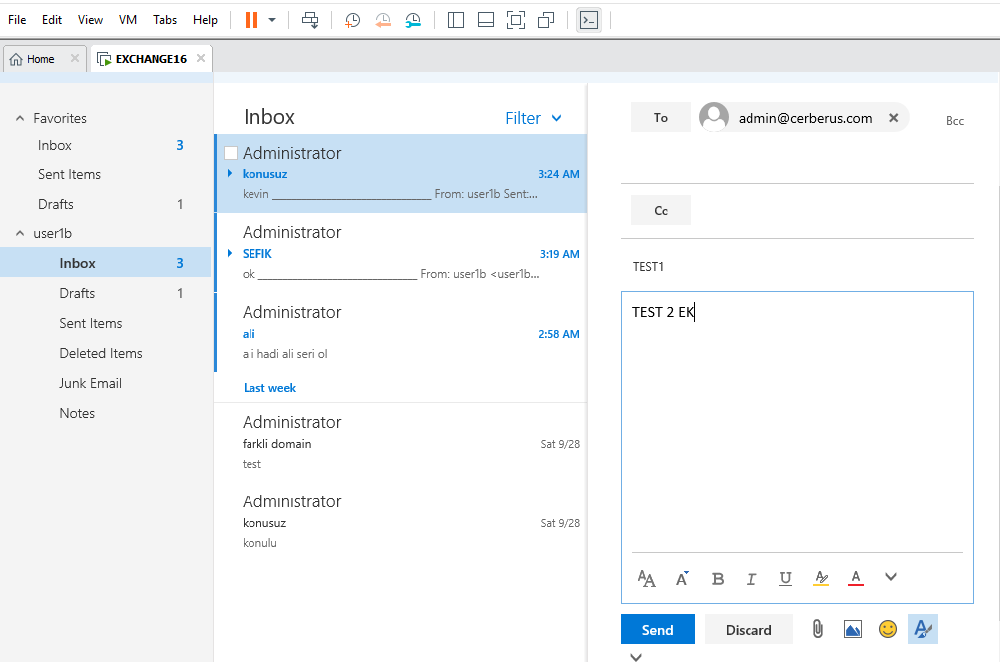 File Edit View VM Tabs Help
Home EXCHANGE16
Favorites
Inbox 3
Sent Items
Drafts 1
user1b
Inbox 3
Drafts 1
Sent Items
Deleted Items
Junk Email
Notes
Inbox Filter
Administrator
konusuz 3:24 AM
kevin ________________________________ From: user1b Sent:...
Administrator
SEFIK 3:19 AM
ok ________________________________ From: user1b <user1b...
Administrator
ali 2:58 AM
ali hadi ali seri ol
Last week
Administrator
farkli domain Sat 9/28
test
Administrator
konusuz Sat 9/28
konulu
To admin@cerberus.com Bcc
Cc
TEST1
TEST 2 EK
Send Discard